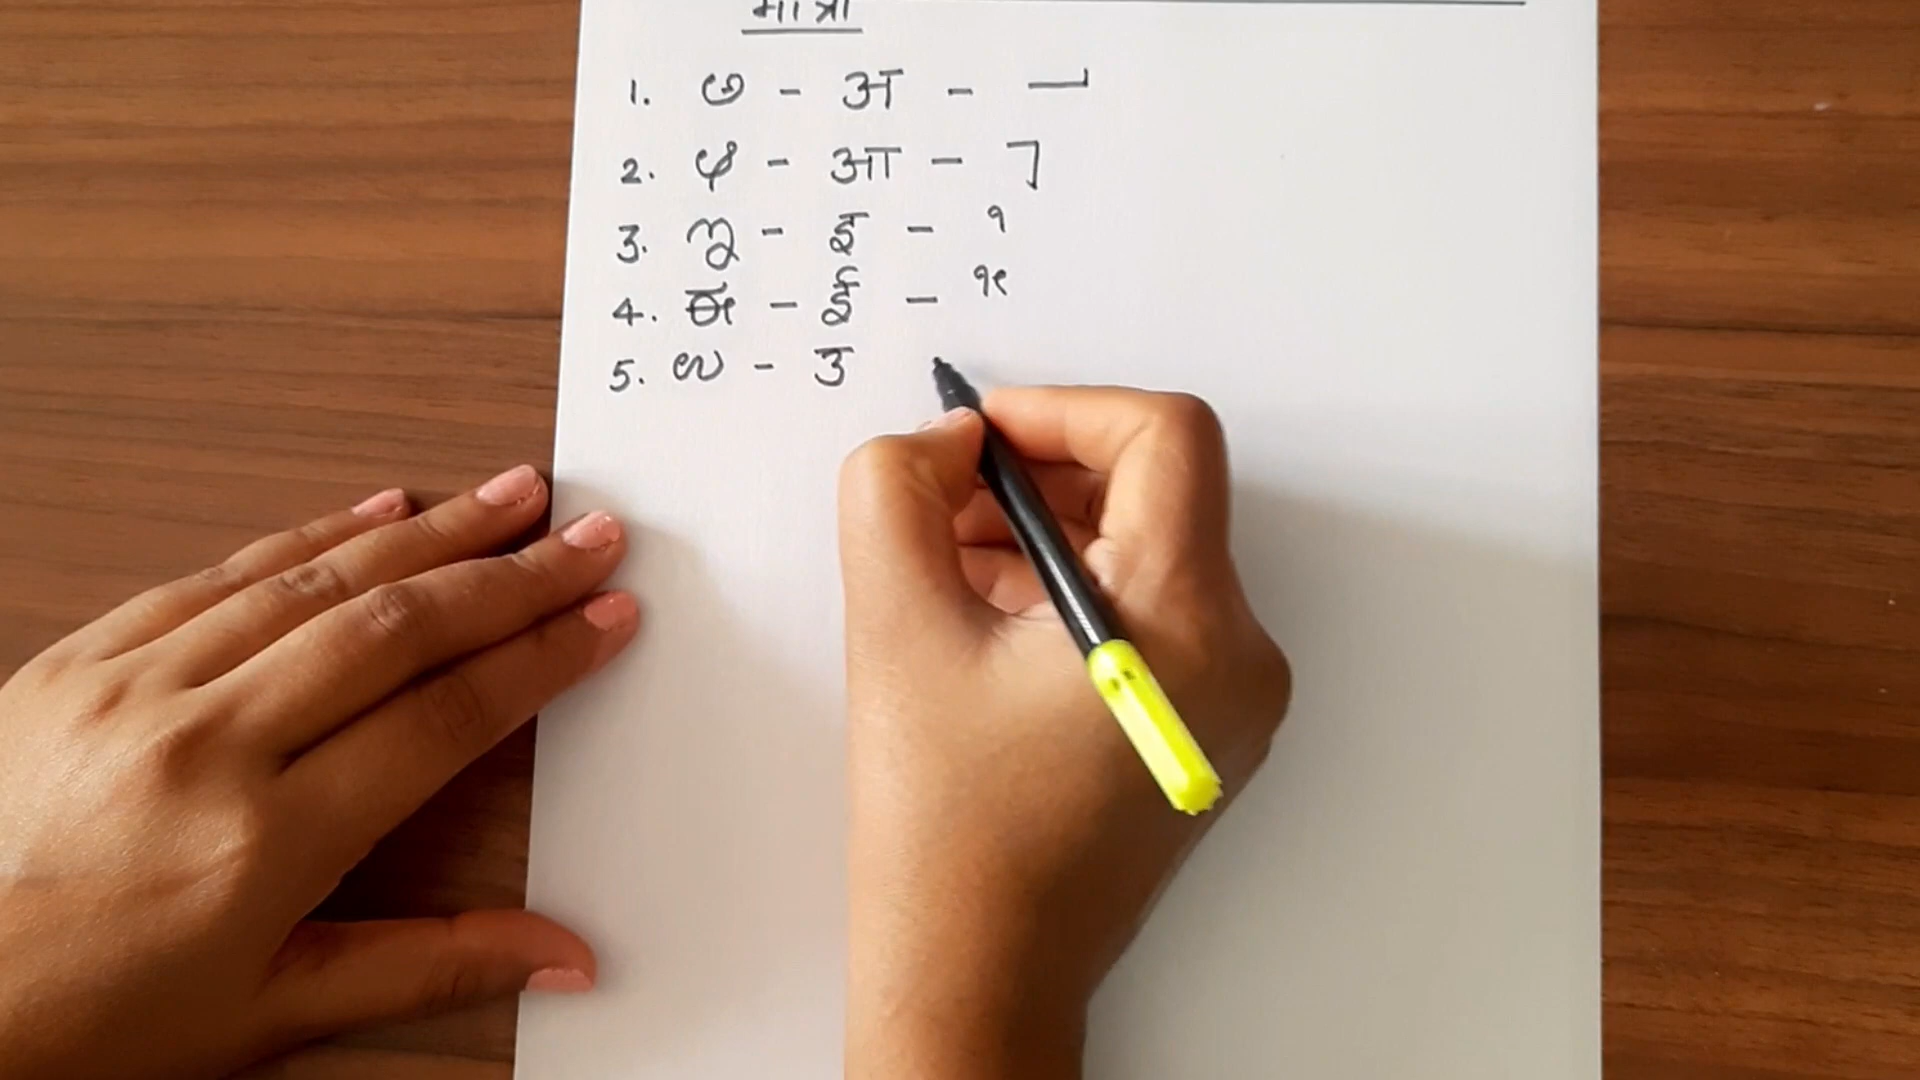 मात्रा
1. ಅ - अ -
2. ಆ - आ - ಾ
3. ಇ - इ - ಿ
4. ಈ - ई - ೀ
5. ಉ - उ